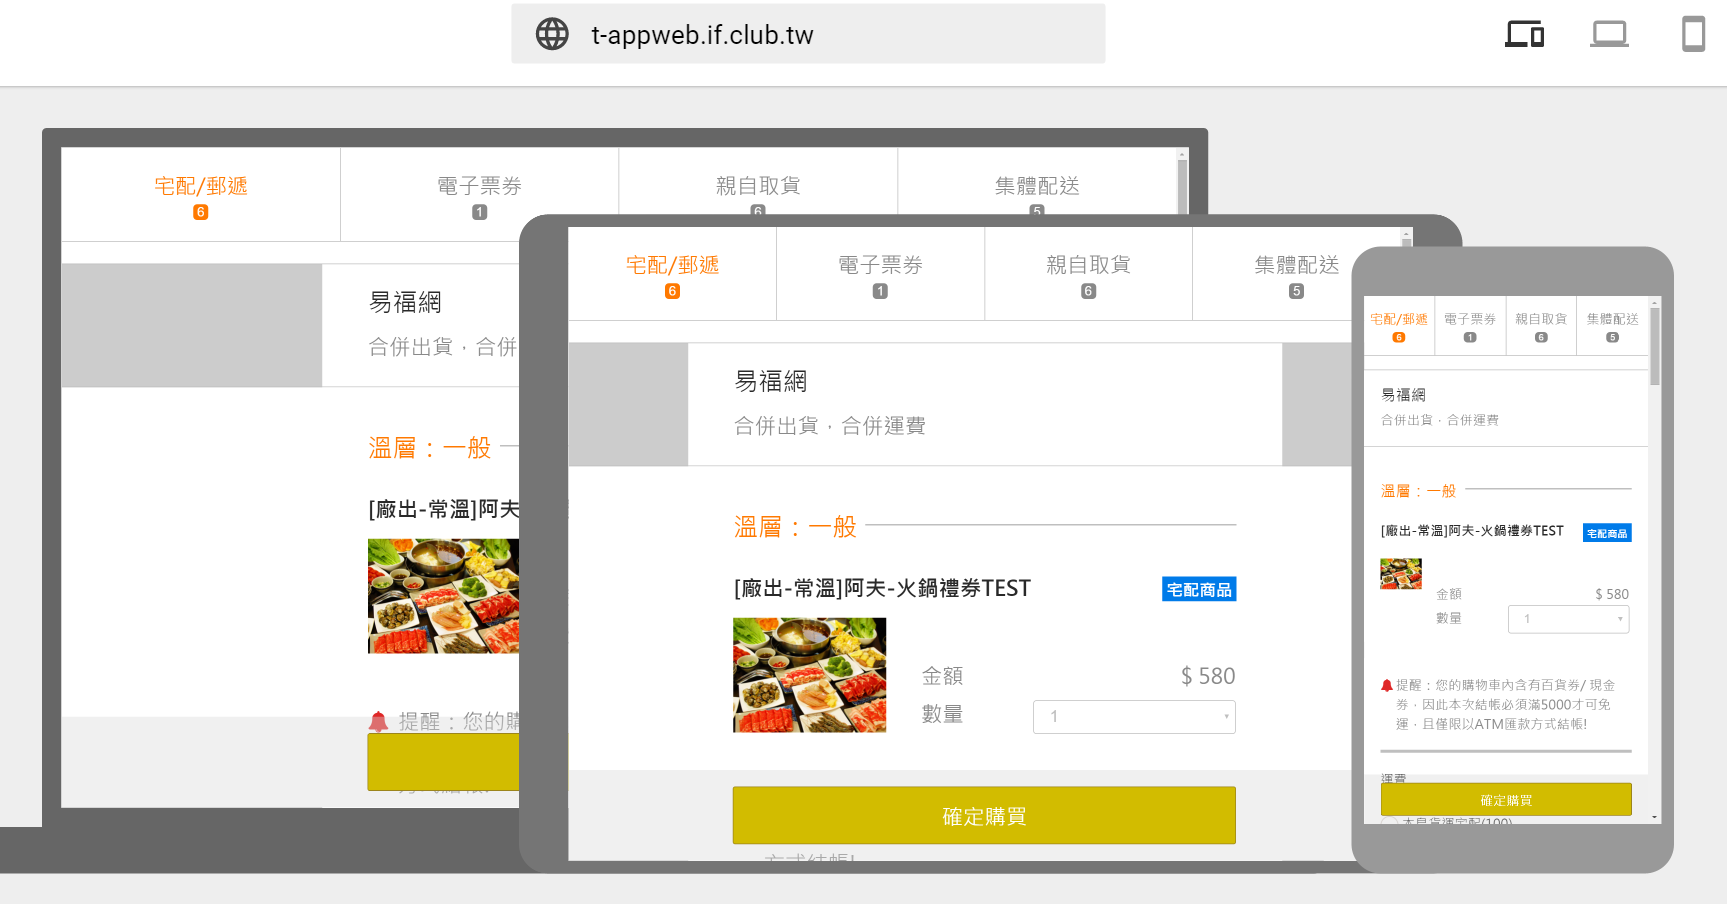 t-appweb.if.club.tw
宅配/郵遞
6
電子票券
1
親自取貨
6
集體配送
5
易福網
合併出貨，合併
溫層：一般
[廠出-常溫]阿夫
提醒：您的購
宅配/郵遞
6
電子票券
1
親自取貨
6
集體配送
5
易福網
合併出貨，合併運費
溫層：一般
[廠出-常溫]阿夫-火鍋禮券TEST
宅配商品
金額
$ 580
數量
1
確定購買
方式結帳!
宅配/郵遞
6
電子票券
1
親自取貨
6
集體配送
5
易福網
合併出貨，合併運費
溫層：一般
[廠出-常溫]阿夫-火鍋禮券TEST
宅配商品
金額
$ 580
數量
1
提醒：您的購物車內含有百貨券/ 現金
券，因此本次結帳必須滿5000才可免
運，且僅限以ATM匯款方式結帳!
運費
確定購買